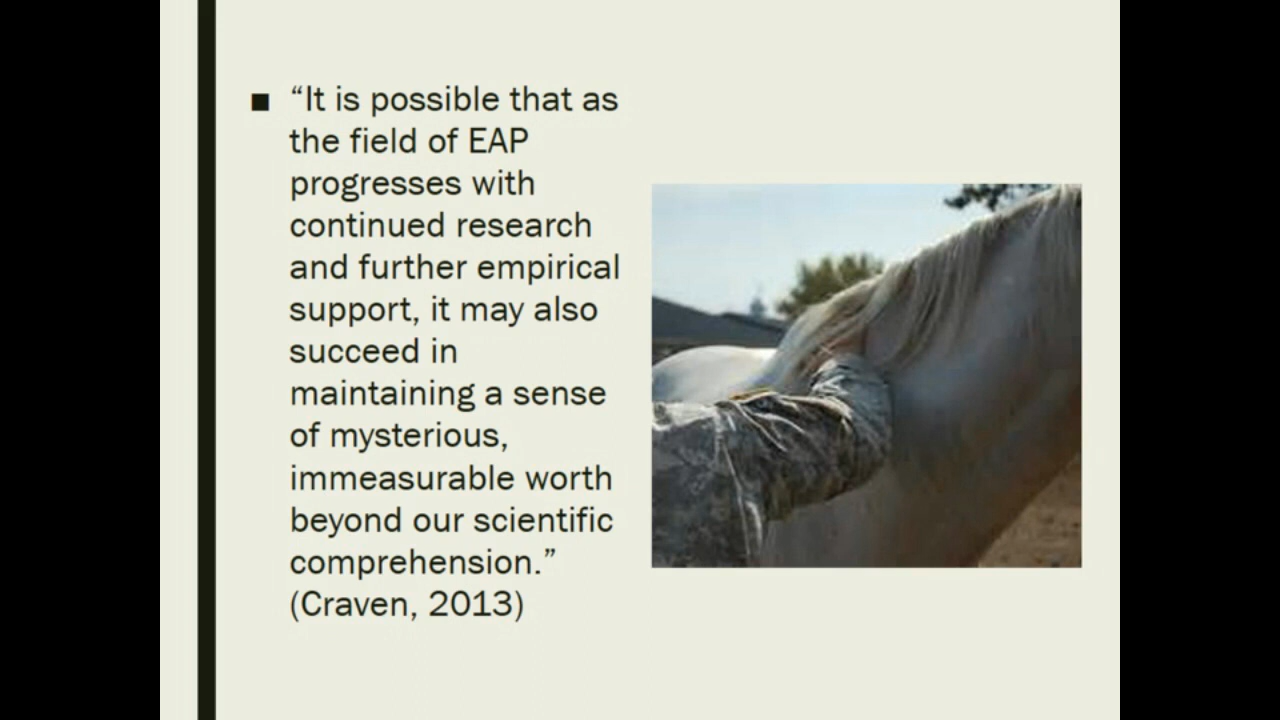 “It is possible that as
the field of EAP
progresses with
continued research
and further empirical
support, it may also
succeed in
maintaining a sense
of mysterious,
immeasurable worth
beyond our scientific
comprehension.”
(Craven, 2013)